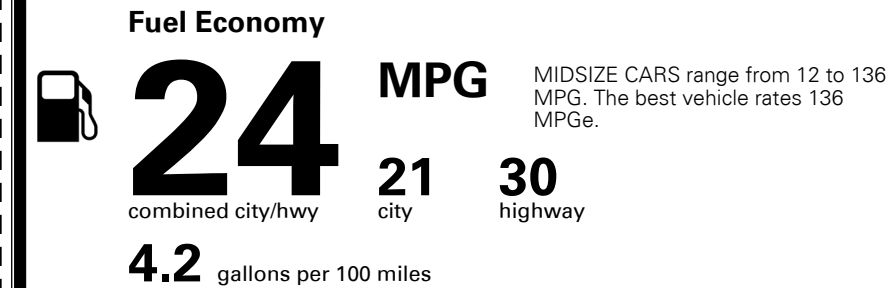 Fuel Economy
24 MPG
MIDSIZE CARS range from 12 to 136
MPG. The best vehicle rates 136
MPGe.
21 30
combined city/hwy city highway
4.2 gallons per 100 miles